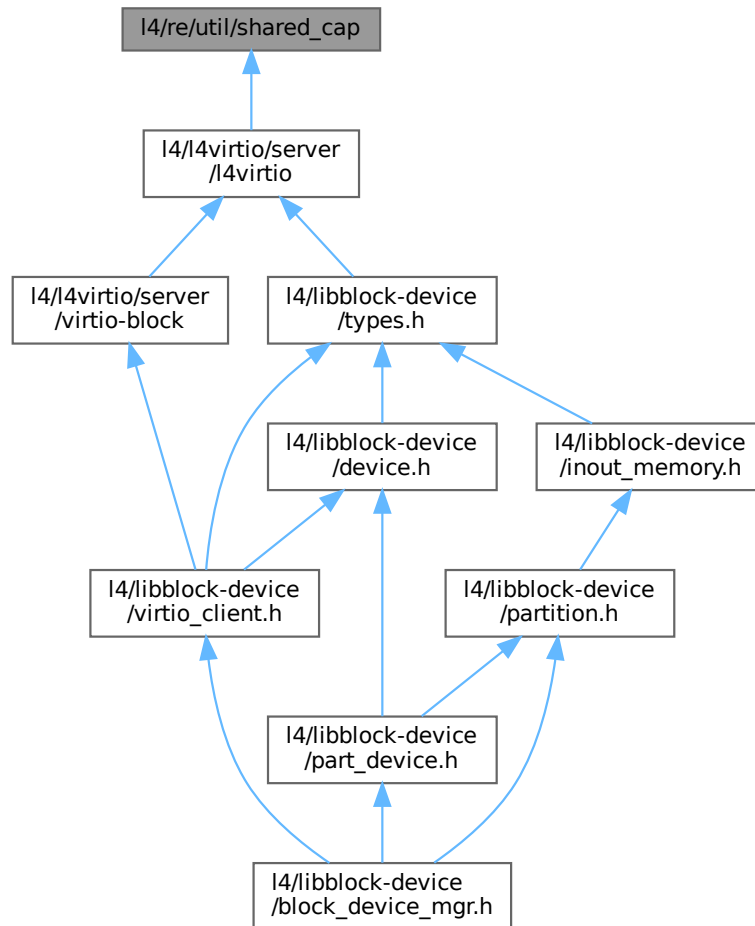 l4/re/util/shared_cap
l4/l4virtio/server
/l4virtio
l4/l4virtio/server
/virtio-block
l4/libblock-device
/types.h
l4/libblock-device
/device.h
l4/libblock-device
/inout_memory.h
l4/libblock-device
/virtio_client.h
l4/libblock-device
/partition.h
l4/libblock-device
/part_device.h
l4/libblock-device
/block_device_mgr.h